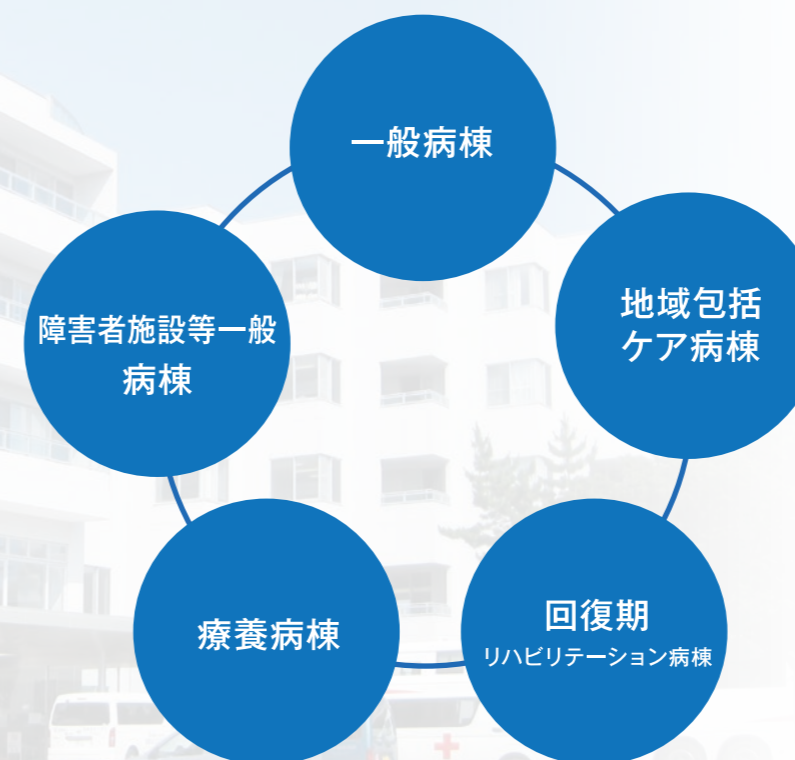 一般病棟
地域包括
ケア病棟
回復期
リハビリテーション病棟
療養病棟
障害者施設等一般
病棟